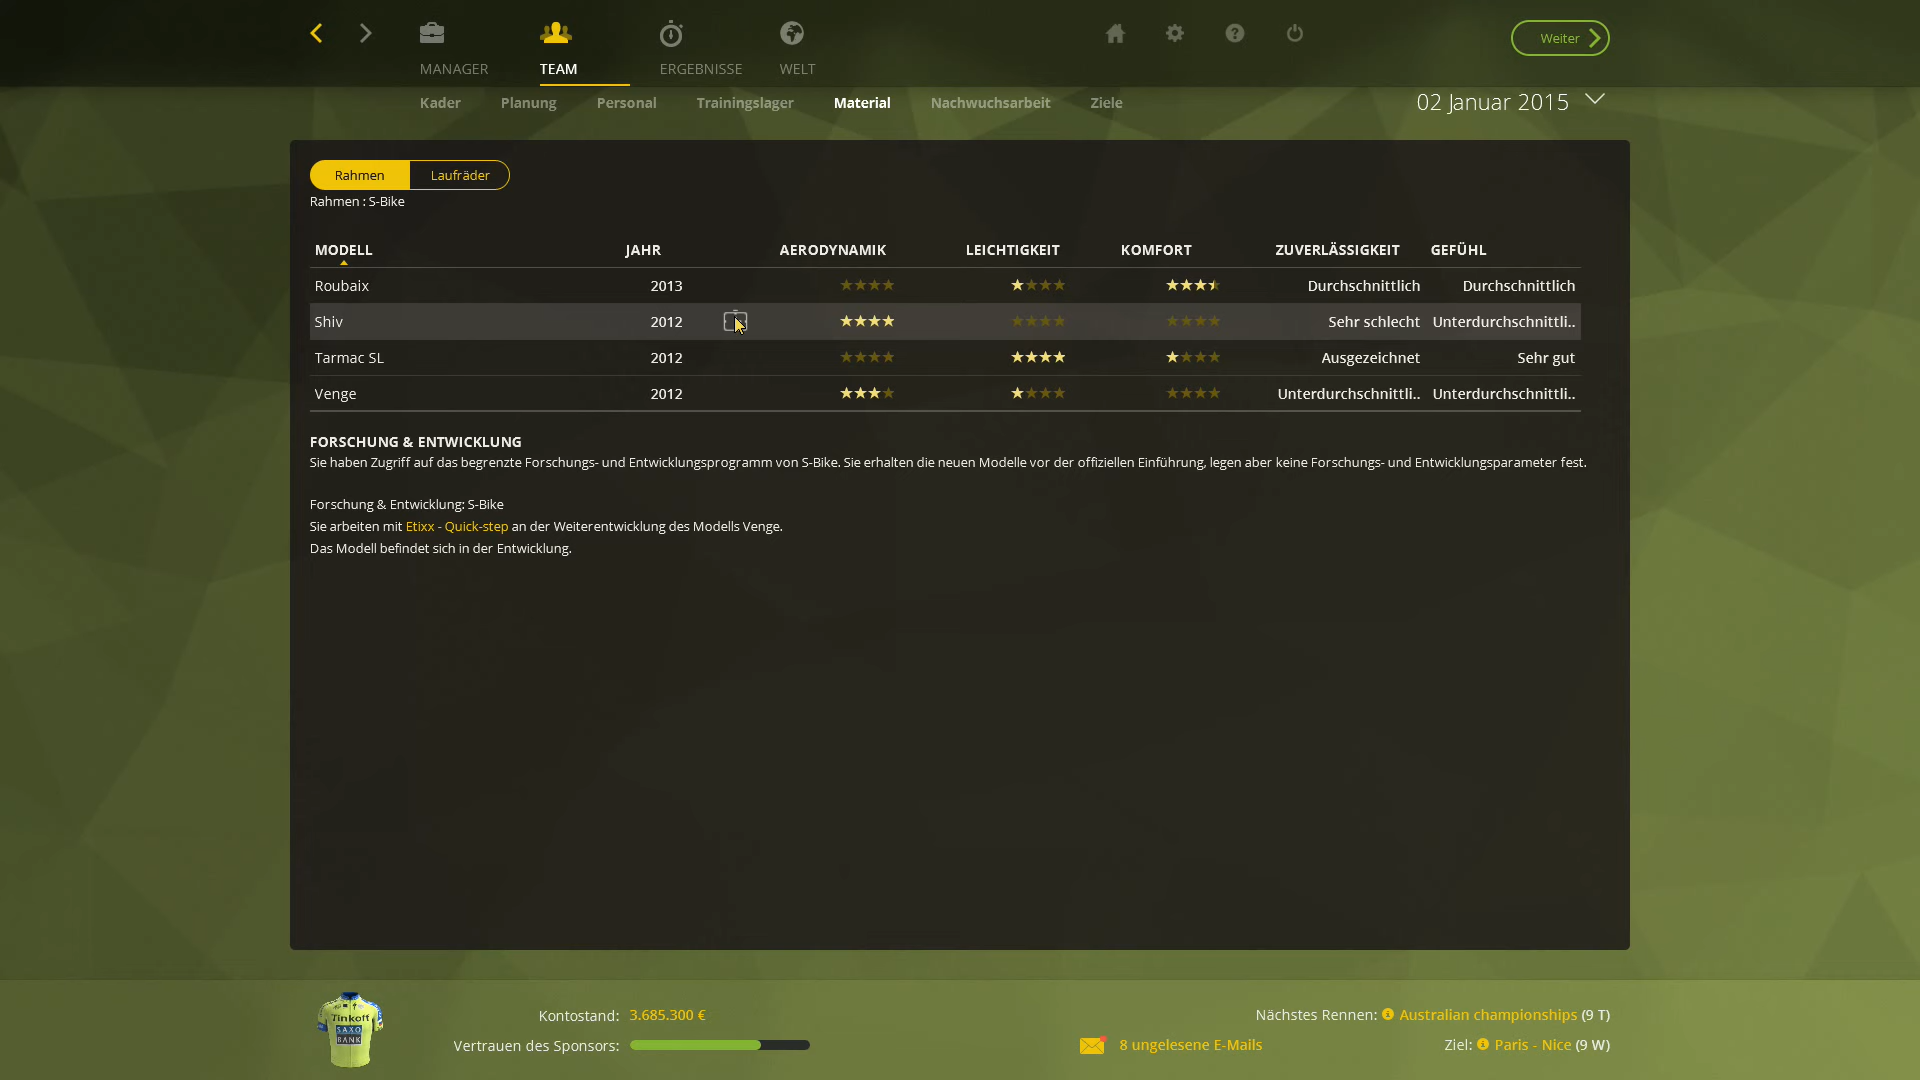 Weiter
MANAGER TEAM ERGEBNISSE WELT
Kader Planung Personal Trainingslager Material Nachwuchsarbeit Ziele
02 Januar 2015
Rahmen Laufräder
Rahmen : S-Bike
MODELL JAHR AERODYNAMIK LEICHTIGKEIT KOMFORT ZUVERLÄSSIGKEIT GEFÜHL
Roubaix 2013 Durchschnittlich Durchschnittlich
Shiv 2012 Sehr schlecht Unterdurchschnittli..
Tarmac SL 2012 Ausgezeichnet Sehr gut
Venge 2012 Unterdurchschnittli.. Unterdurchschnittli..
FORSCHUNG & ENTWICKLUNG
Sie haben Zugriff auf das begrenzte Forschungs- und Entwicklungsprogramm von S-Bike. Sie erhalten die neuen Modelle vor der offiziellen Einführung, legen aber keine Forschungs- und Entwicklungsparameter fest.
Forschung & Entwicklung: S-Bike
Sie arbeiten mit Etixx - Quick-step an der Weiterentwicklung des Modells Venge.
Das Modell befindet sich in der Entwicklung.
Tinkoff
SAXO
BANK
Kontostand: 3.685.300 €
Nächstes Rennen: Australian championships (9 T)
Vertrauen des Sponsors:
8 ungelesene E-Mails
Ziel: Paris - Nice (9 W)